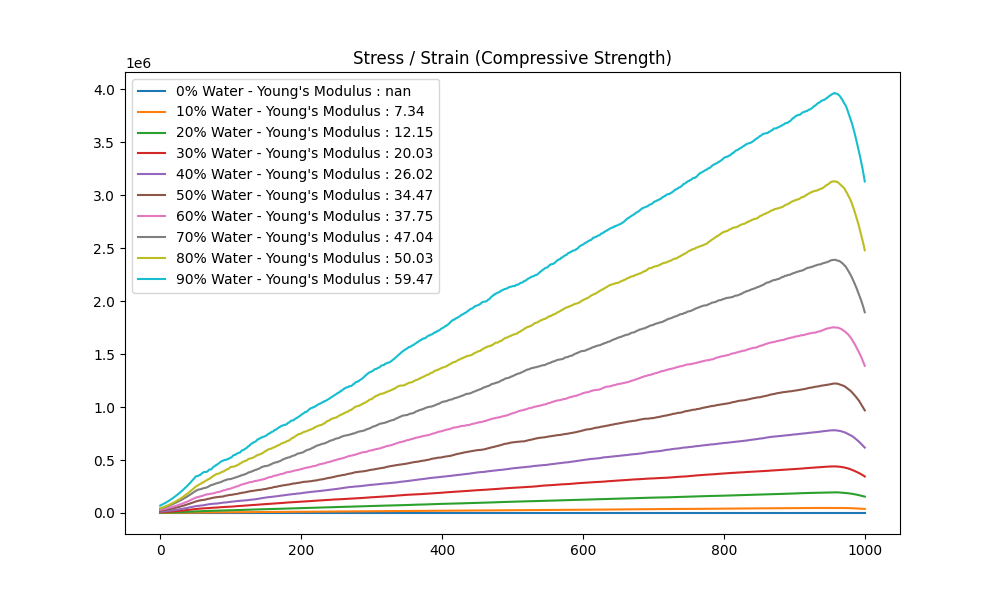 Stress / Strain (Compressive Strength)
1e6
4.0
3.5
3.0
2.5
2.0
1.5
1.0
0.5
0.0
0% Water - Young's Modulus : nan
10% Water - Young's Modulus : 7.34
20% Water - Young's Modulus : 12.15
30% Water - Young's Modulus : 20.03
40% Water - Young's Modulus : 26.02
50% Water - Young's Modulus : 34.47
60% Water - Young's Modulus : 37.75
70% Water - Young's Modulus : 47.04
80% Water - Young's Modulus : 50.03
90% Water - Young's Modulus : 59.47
0 200 400 600 800 1000